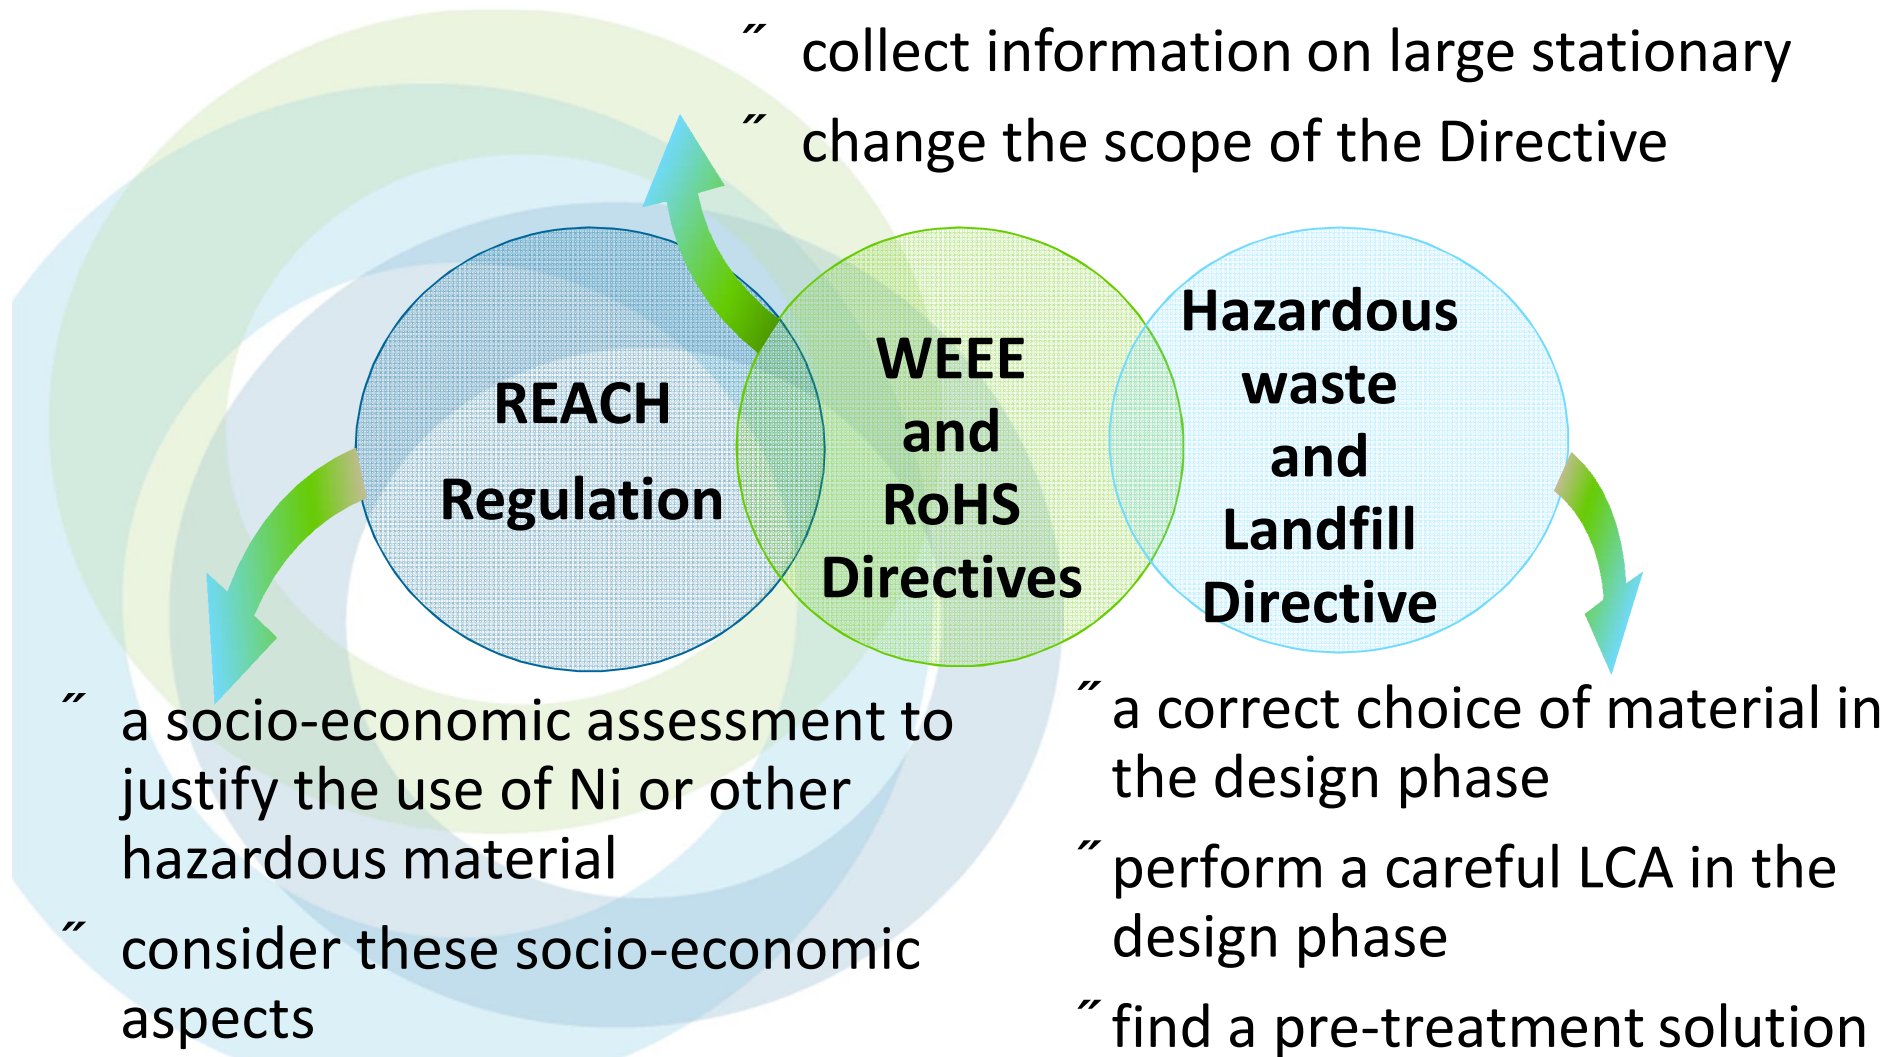 ˝ collect information on large stationary
˝ change the scope of the Directive
REACH
Regulation
WEEE
and
RoHS
Directives
Hazardous
waste
and
Landfill
Directive
˝ a socio-economic assessment to
justify the use of Ni or other
hazardous material
˝ consider these socio-economic
aspects
˝ a correct choice of material in
the design phase
˝ perform a careful LCA in the
design phase
˝ find a pre-treatment solution